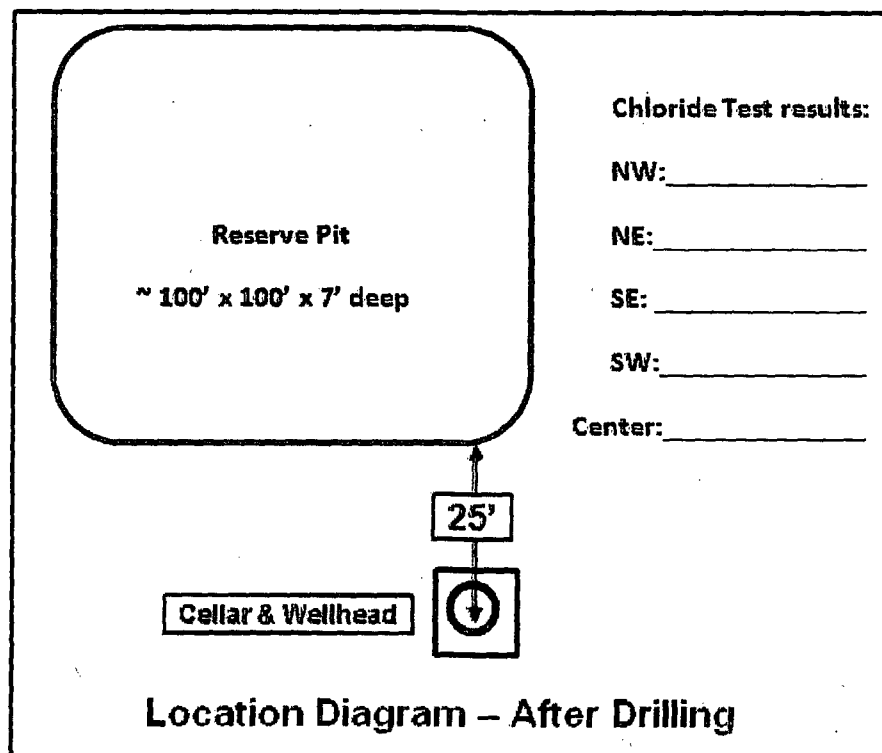 Chloride Test results:
NW:
NE:
SE:
SW:
Center:
Reserve Pit
~ 100' x 100' x 7' deep
25'
Cellar & Wellhead
Location Diagram – After Drilling